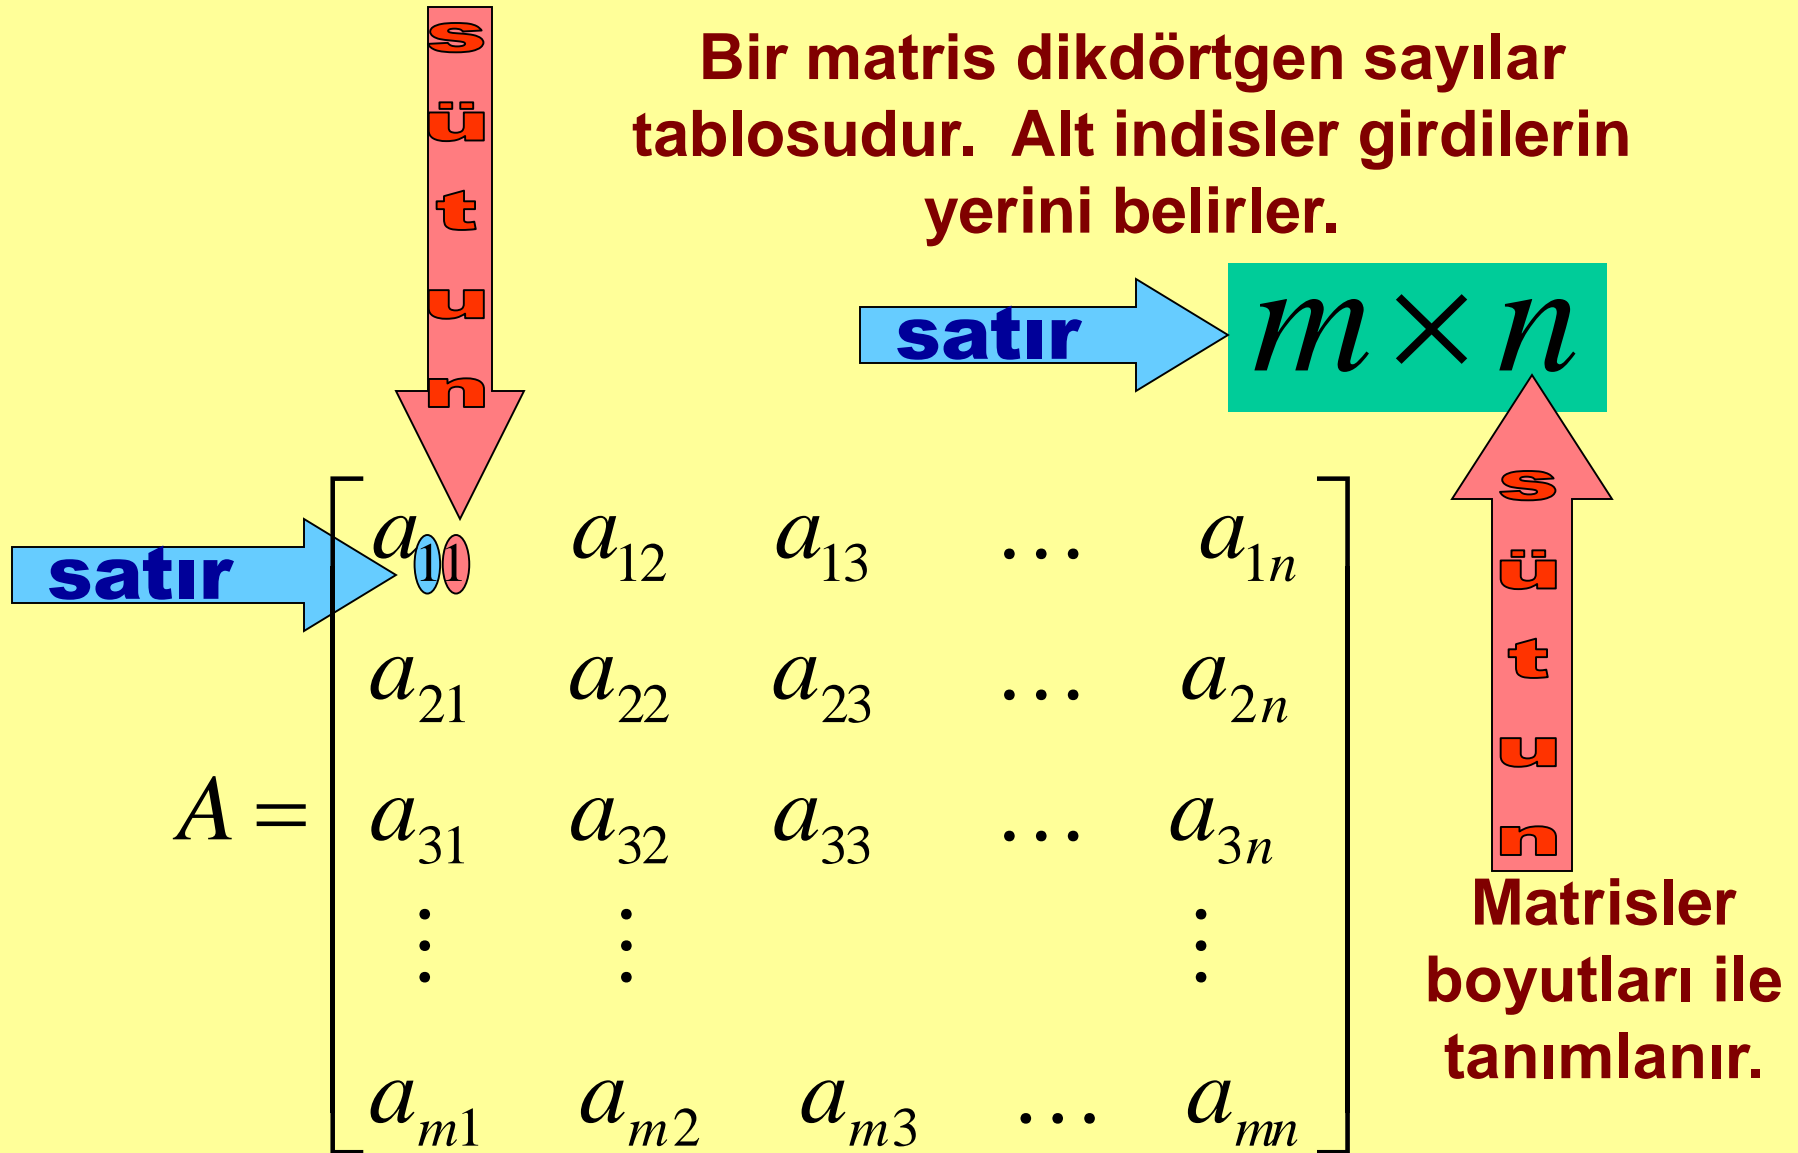 sütun
Bir matris dikdörtgen sayılar
tablosudur. Alt indisler girdilerin
yerini belirler.
satır
m × n
sütun
satır
a₁₁ a₁₂ a₁₃ … a₁ₙ
a₂₁ a₂₂ a₂₃ … a₂ₙ
A = a₃₁ a₃₂ a₃₃ … a₃ₙ
⋮ ⋮ ⋮
aₘ₁ aₘ₂ aₘ₃ … aₘₙ
Matrisler
boyutları ile
tanımlanır.